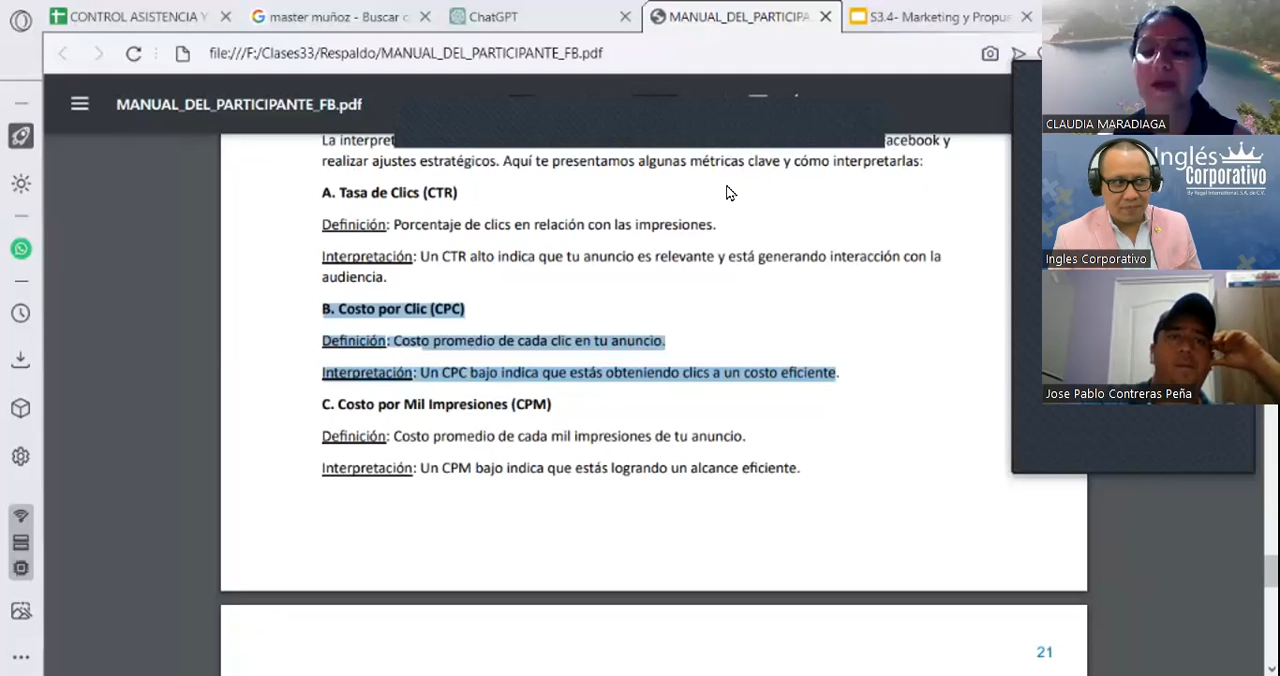 CONTROL ASISTENCIA Y
master muñoz - Buscar c
ChatGPT
MANUAL_DEL_PARTICIPA
S3.4- Marketing y Propu
file:///F:/Clases33/Respaldo/MANUAL_DEL_PARTICIPANTE_FB.pdf
MANUAL_DEL_PARTICIPANTE_FB.pdf
La interpret acebook y
realizar ajustes estratégicos. Aquí te presentamos algunas métricas clave y cómo interpretarlas:
A. Tasa de Clics (CTR)
Definición: Porcentaje de clics en relación con las impresiones.
Interpretación: Un CTR alto indica que tu anuncio es relevante y está generando interacción con la
audiencia.
B. Costo por Clic (CPC)
Definición: Costo promedio de cada clic en tu anuncio.
Interpretación: Un CPC bajo indica que estás obteniendo clics a un costo eficiente.
C. Costo por Mil Impresiones (CPM)
Definición: Costo promedio de cada mil impresiones de tu anuncio.
Interpretación: Un CPM bajo indica que estás logrando un alcance eficiente.
21
CLAUDIA MARADIAGA
Inglés
Corporativo
By Regal International, S.A. de C.V.
Ingles Corporativo
Jose Pablo Contreras Peña